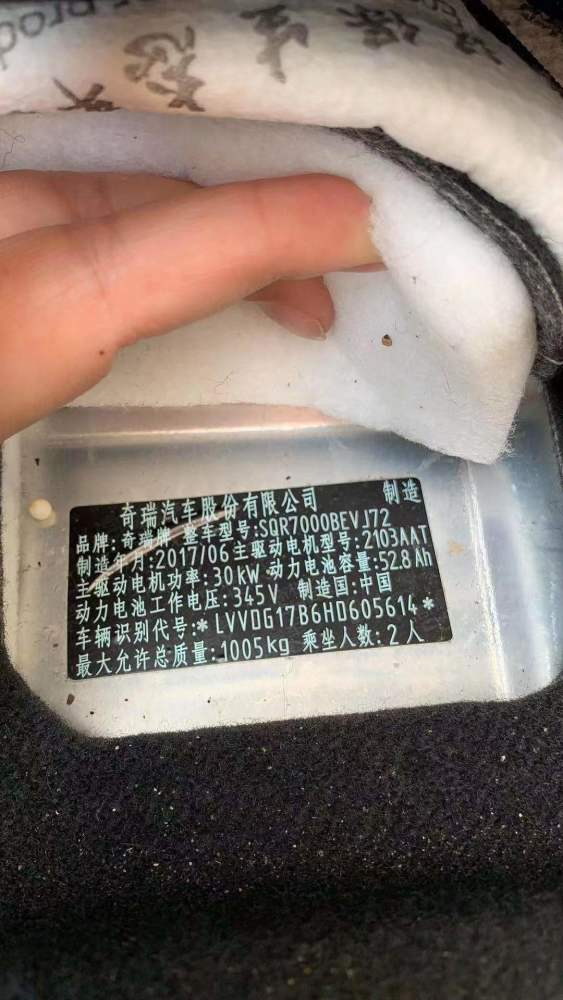 prod
奇瑞汽车股份有限公司 制造
品牌:奇瑞牌 整车型号:SQR7000BEVJ72
制造年月:2017/06 主驱动电机型号:2103AAT
主驱动电机功率:30kW 动力电池容量:52.8Ah
动力电池工作电压:345V 制造国:中国
车辆识别代号:*LVVDG17B6HD605614*
最大允许总质量:1005kg 乘坐人数:2人